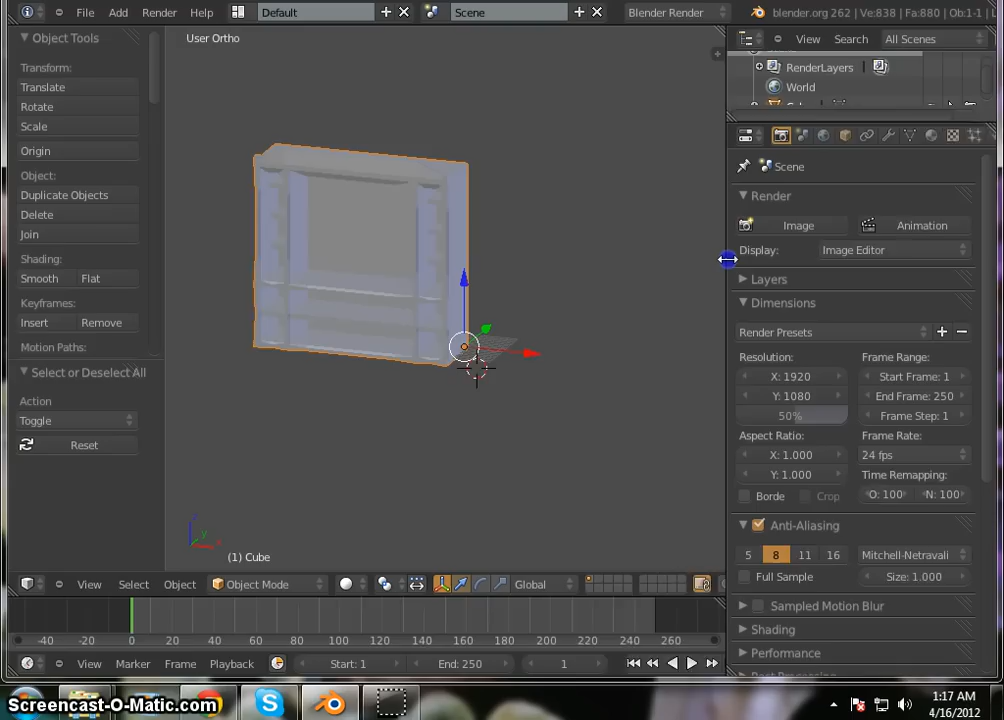 File Add Render Help Default Scene Blender Render blender.org 262 | Ve:838 | Fa:880 | Ob:1-1 | L
Object Tools
Transform:
Translate
Rotate
Scale
Origin
Object:
Duplicate Objects
Delete
Join
Shading:
Smooth Flat
Keyframes:
Insert Remove
Motion Paths:
Select or Deselect All
Action
Toggle
Reset
User Ortho
(1) Cube
View Select Object Object Mode Global
View Search All Scenes
RenderLayers
World
Scene
Render
Image Animation
Display: Image Editor
Layers
Dimensions
Render Presets
Resolution: Frame Range:
X: 1920 Start Frame: 1
Y: 1080 End Frame: 250
50% Frame Step: 1
Aspect Ratio: Frame Rate:
X: 1.000 24 fps
Y: 1.000 Time Remapping:
Borde Crop O: 100 N: 100
Anti-Aliasing
5 8 11 16 Mitchell-Netravali
Full Sample Size: 1.000
Sampled Motion Blur
Shading
Performance
-40 -20 0 20 40 60 80 100 120 140 160 180 200 220 240 260
View Marker Frame Playback Start: 1 End: 250 1
Screencast-O-Matic.com
1:17 AM
4/16/2012